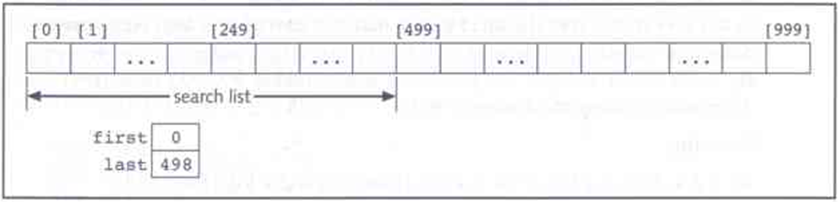 [0] [1] [249] [499] [999]
... ... ... ...
search list
first 0
last 498